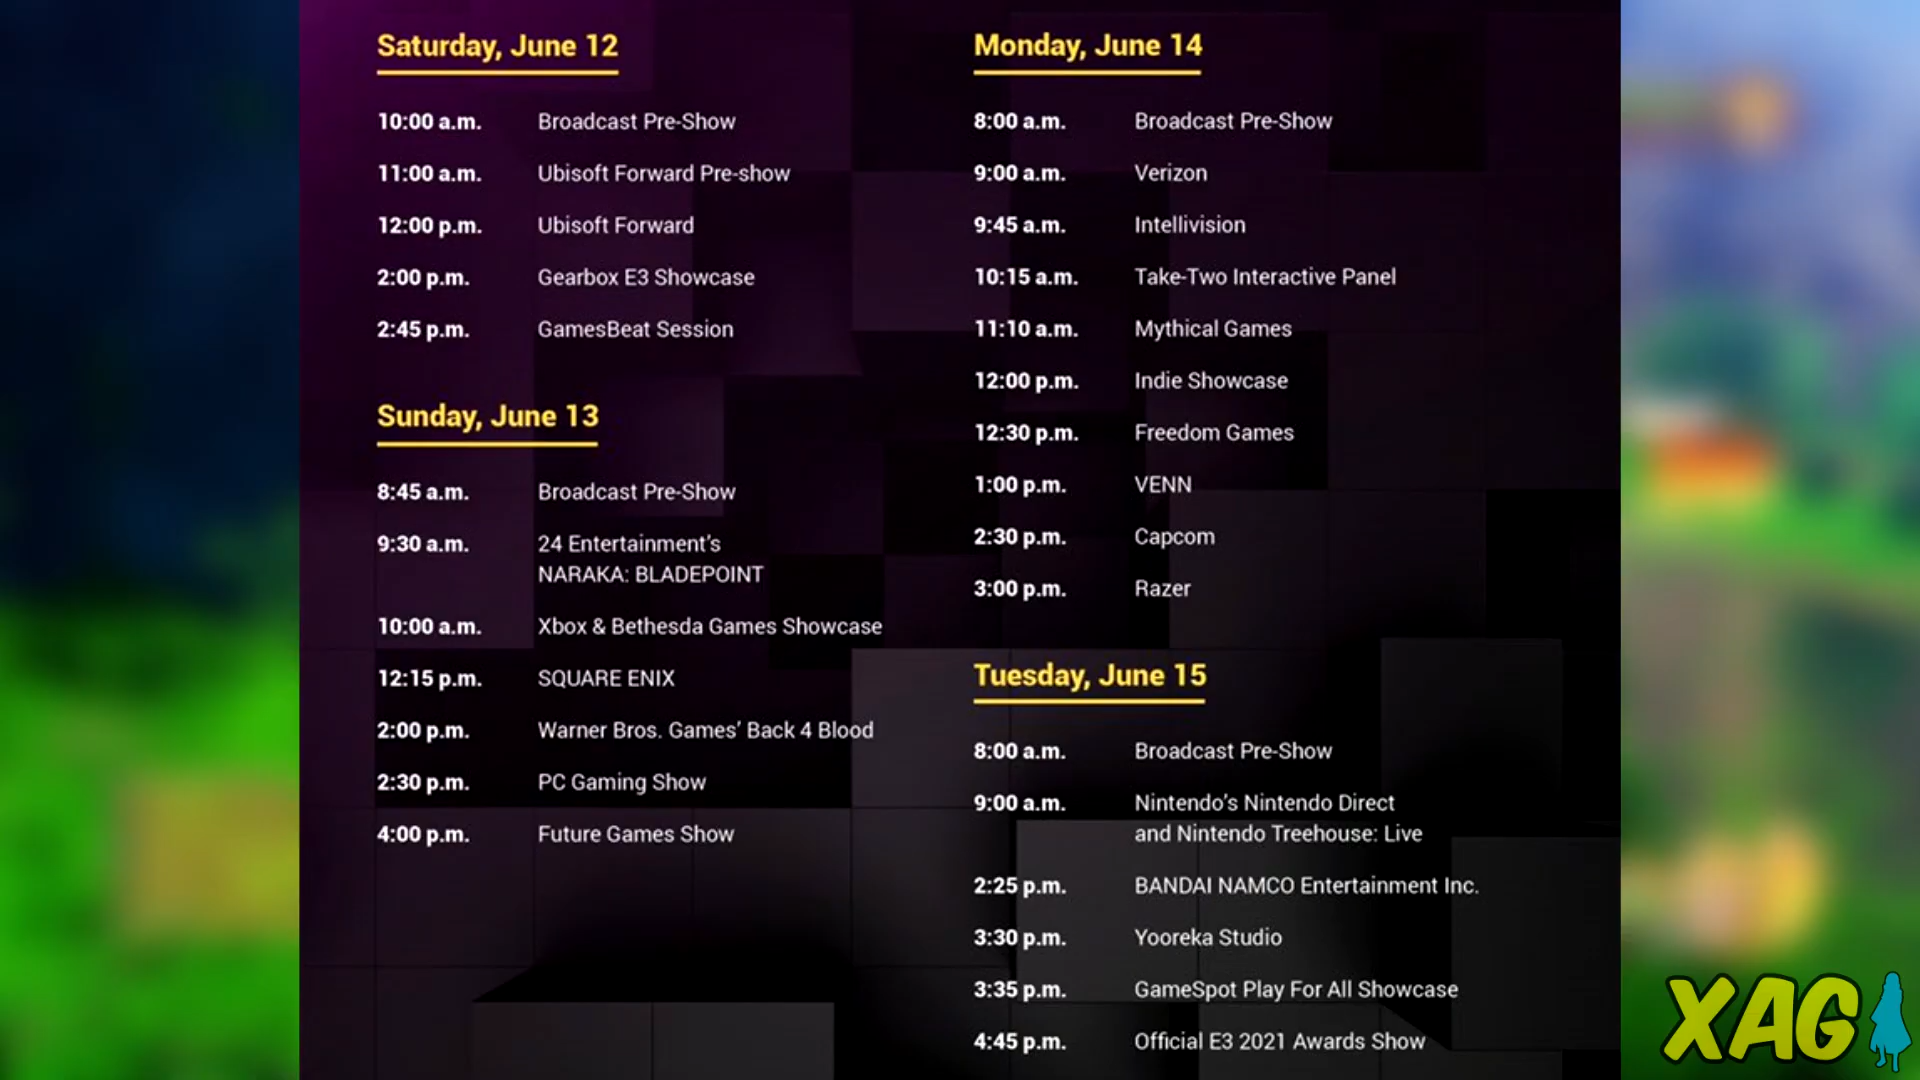 Saturday, June 12
10:00 a.m. Broadcast Pre-Show
11:00 a.m. Ubisoft Forward Pre-show
12:00 p.m. Ubisoft Forward
2:00 p.m. Gearbox E3 Showcase
2:45 p.m. GamesBeat Session
Sunday, June 13
8:45 a.m. Broadcast Pre-Show
9:30 a.m. 24 Entertainment's
NARAKA: BLADEPOINT
10:00 a.m. Xbox & Bethesda Games Showcase
12:15 p.m. SQUARE ENIX
2:00 p.m. Warner Bros. Games' Back 4 Blood
2:30 p.m. PC Gaming Show
4:00 p.m. Future Games Show
Monday, June 14
8:00 a.m. Broadcast Pre-Show
9:00 a.m. Verizon
9:45 a.m. Intellivision
10:15 a.m. Take-Two Interactive Panel
11:10 a.m. Mythical Games
12:00 p.m. Indie Showcase
12:30 p.m. Freedom Games
1:00 p.m. VENN
2:30 p.m. Capcom
3:00 p.m. Razer
Tuesday, June 15
8:00 a.m. Broadcast Pre-Show
9:00 a.m. Nintendo's Nintendo Direct
and Nintendo Treehouse: Live
2:25 p.m. BANDAI NAMCO Entertainment Inc.
3:30 p.m. Yooreka Studio
3:35 p.m. GameSpot Play For All Showcase
4:45 p.m. Official E3 2021 Awards Show
XAG